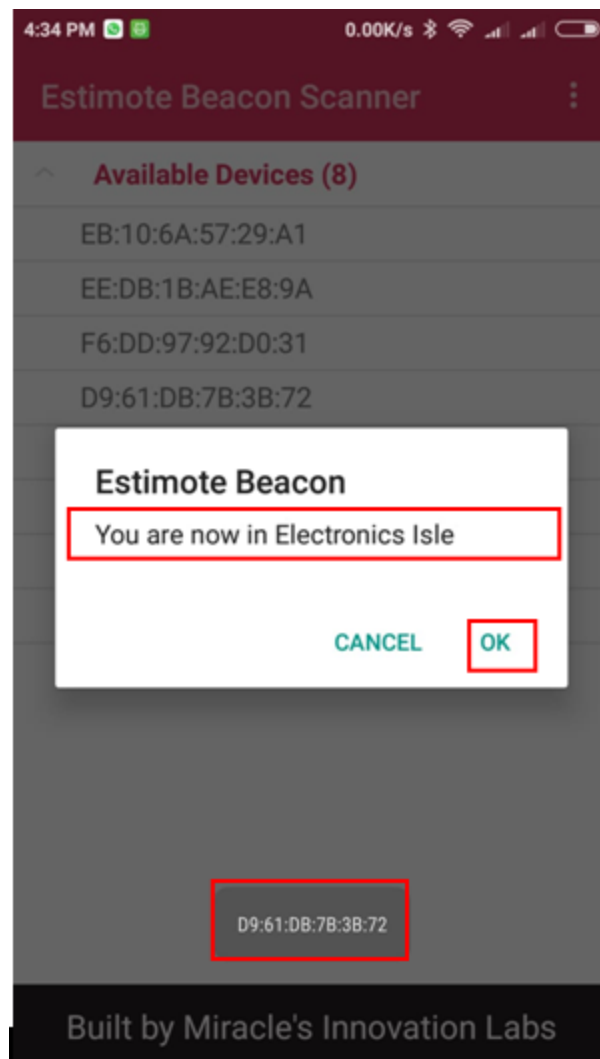 4:34 PM 0.00K/s
Estimote Beacon Scanner
Available Devices (8)
EB:10:6A:57:29:A1
EE:DB:1B:AE:E8:9A
F6:DD:97:92:D0:31
D9:61:DB:7B:3B:72
Estimote Beacon
You are now in Electronics Isle
CANCEL OK
D9:61:DB:7B:3B:72
Built by Miracle's Innovation Labs